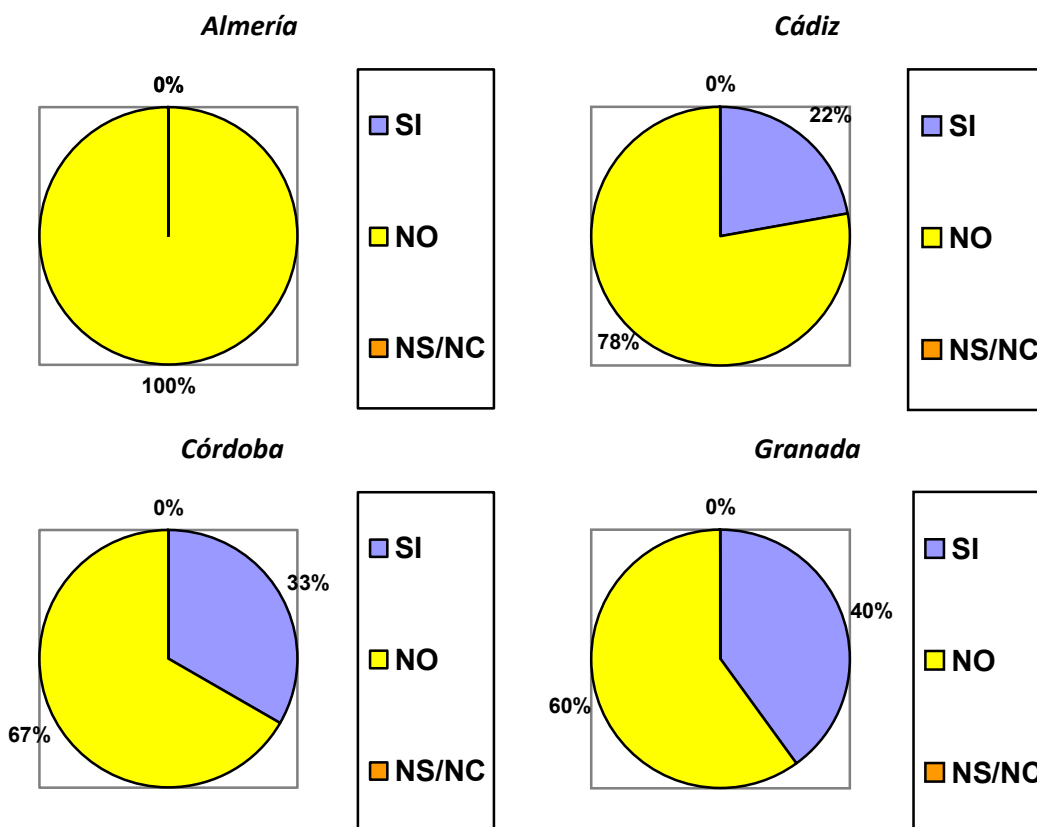 Almería
0%
100%
SI
NO
NS/NC
Cádiz
0%
22%
78%
SI
NO
NS/NC
Córdoba
0%
33%
67%
SI
NO
NS/NC
Granada
0%
40%
60%
SI
NO
NS/NC